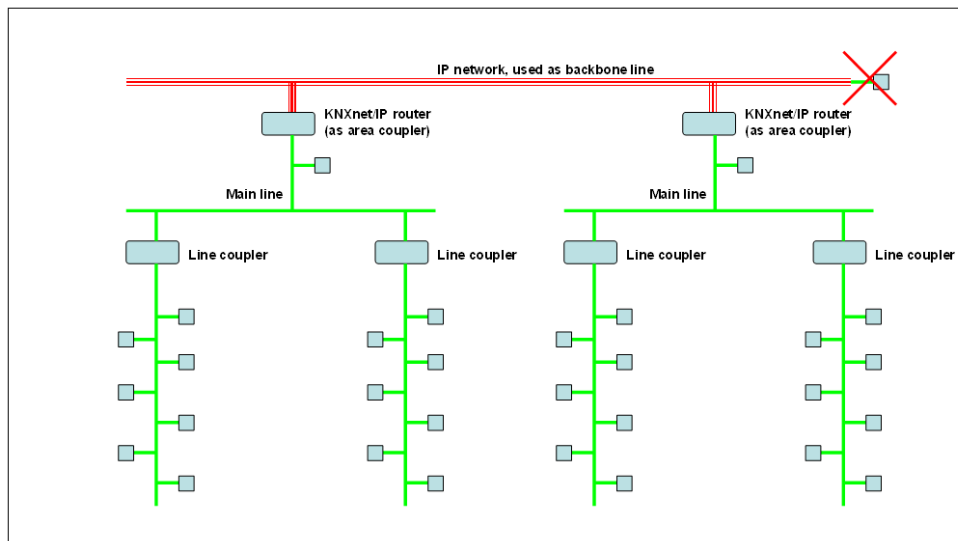 IP network, used as backbone line
KNXnet/IP router
(as area coupler)
KNXnet/IP router
(as area coupler)
Main line
Main line
Line coupler
Line coupler
Line coupler
Line coupler